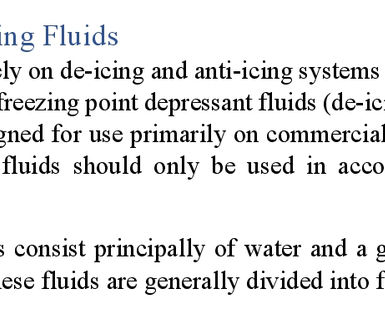 ing Fluids
ely on de-icing and anti-icing systems
freezing point depressant fluids (de-ici
gned for use primarily on commercial
fluids should only be used in acco
s consist principally of water and a g
ese fluids are generally divided into f